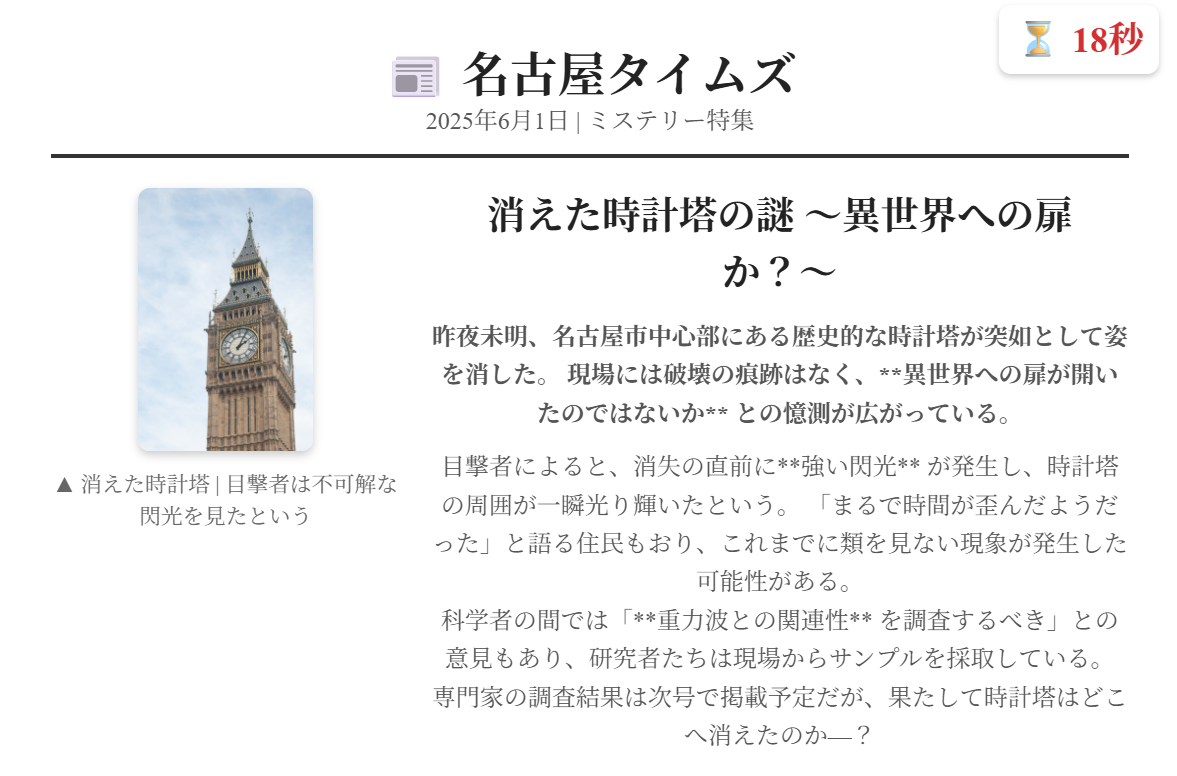 18秒
名古屋タイムズ
2025年6月1日 | ミステリー特集
消えた時計塔の謎 ～異世界への扉
か？～
昨夜未明、名古屋市中心部にある歴史的な時計塔が突如として姿
を消した。 現場には破壊の痕跡はなく、**異世界への扉が開い
たのではないか** との憶測が広がっている。
▲ 消えた時計塔 | 目撃者は不可解な
閃光を見たという
目撃者によると、消失の直前に**強い閃光** が発生し、時計塔
の周囲が一瞬光り輝いたという。 「まるで時間が歪んだようだ
った」と語る住民もおり、これまでに類を見ない現象が発生した
可能性がある。
科学者の間では「**重力波との関連性** を調査するべき」との
意見もあり、研究者たちは現場からサンプルを採取している。
専門家の調査結果は次号で掲載予定だが、果たして時計塔はどこ
へ消えたのか―？